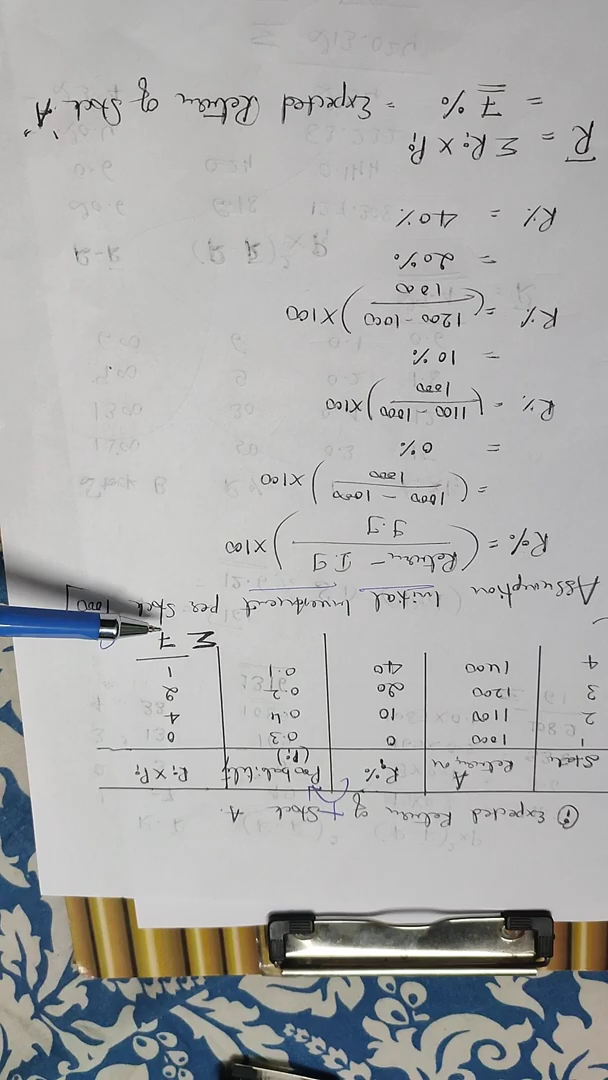 ① Expected Return of Stock A.
State Return A R% Probability (Pi) Ri × Pi
1 1000 0 0.3 0
2 1100 10 0.4 4
3 1200 20 0.2 2
4 1400 40 0.1 1
Σ 7
Assumption Initial Investment per Stock 1000
R% = (Return - I.I / I.I) × 100
= (1000 - 1000 / 1000) × 100
= 0%
R% = (1100 - 1000 / 1000) × 100
= 10%
R% = (1200 - 1000 / 1000) × 100
= 20%
R% = 40%
R̅ = Σ Ri × Pi
= 7% = Expected Return of Stock "A"